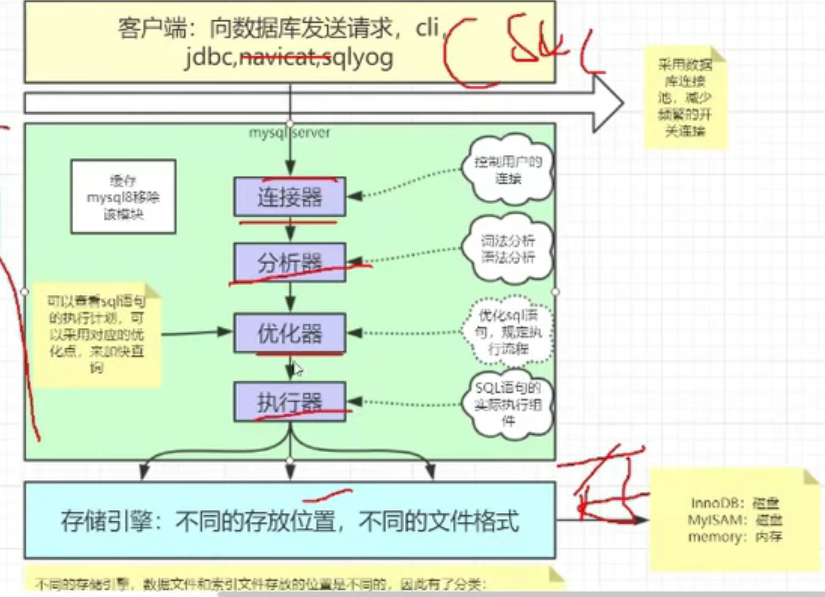 客户端：向数据库发送请求，cli，
jdbc,navicat,sqlyog
采用数据
库连接
池，减少
频繁的开
关连接
mysql server
缓存
mysql8移除
该模块
连接器
控制用户的
连接
分析器
词法分析
语法分析
可以查看sql语句
的执行计划，可
以采用对应的优
化点，来加快查
询
优化器
优化sql语
句，规定执
行流程
执行器
SQL语句的
实际执行组
件
存储引擎：不同的存放位置，不同的文件格式
InnoDB：磁盘
MyISAM：磁盘
memory：内存
不同的存储引擎，数据文件和索引文件存放的位置是不同的，因此有了分类：